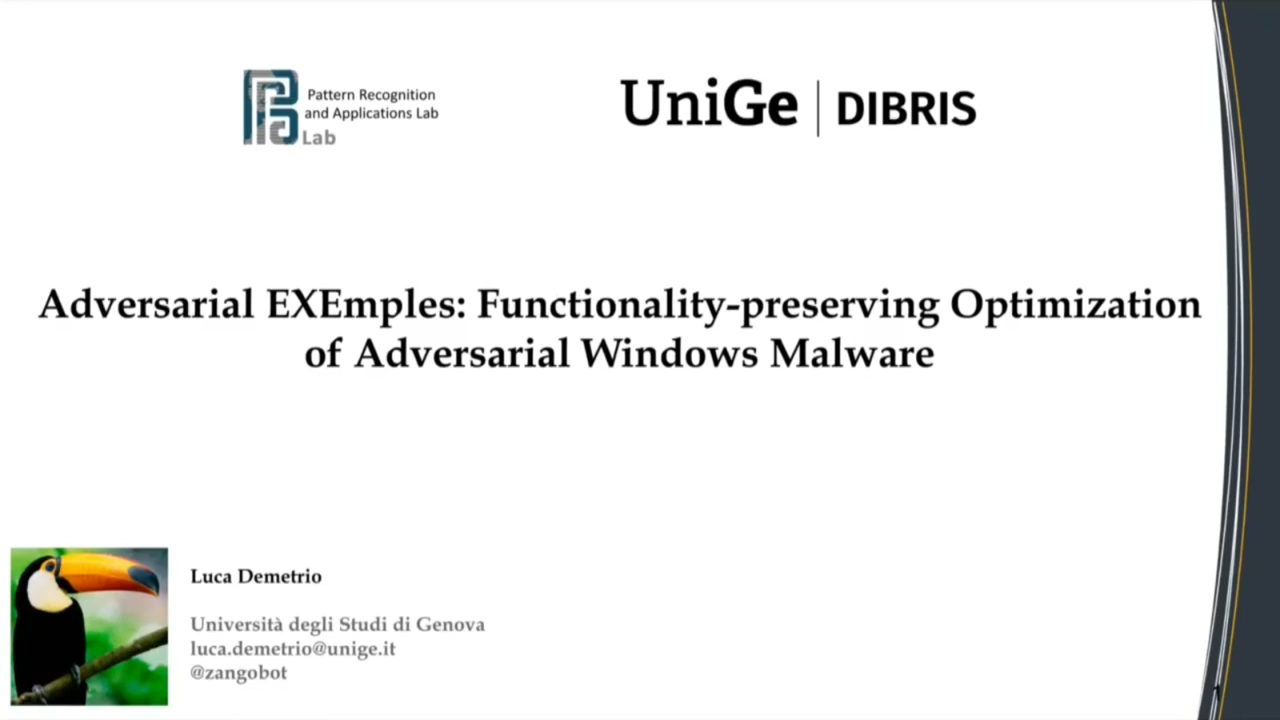 Pattern Recognition
and Applications Lab
Lab
UniGe | DIBRIS
Adversarial EXEmples: Functionality-preserving Optimization
of Adversarial Windows Malware
Luca Demetrio
Università degli Studi di Genova
luca.demetrio@unige.it
@zangobot